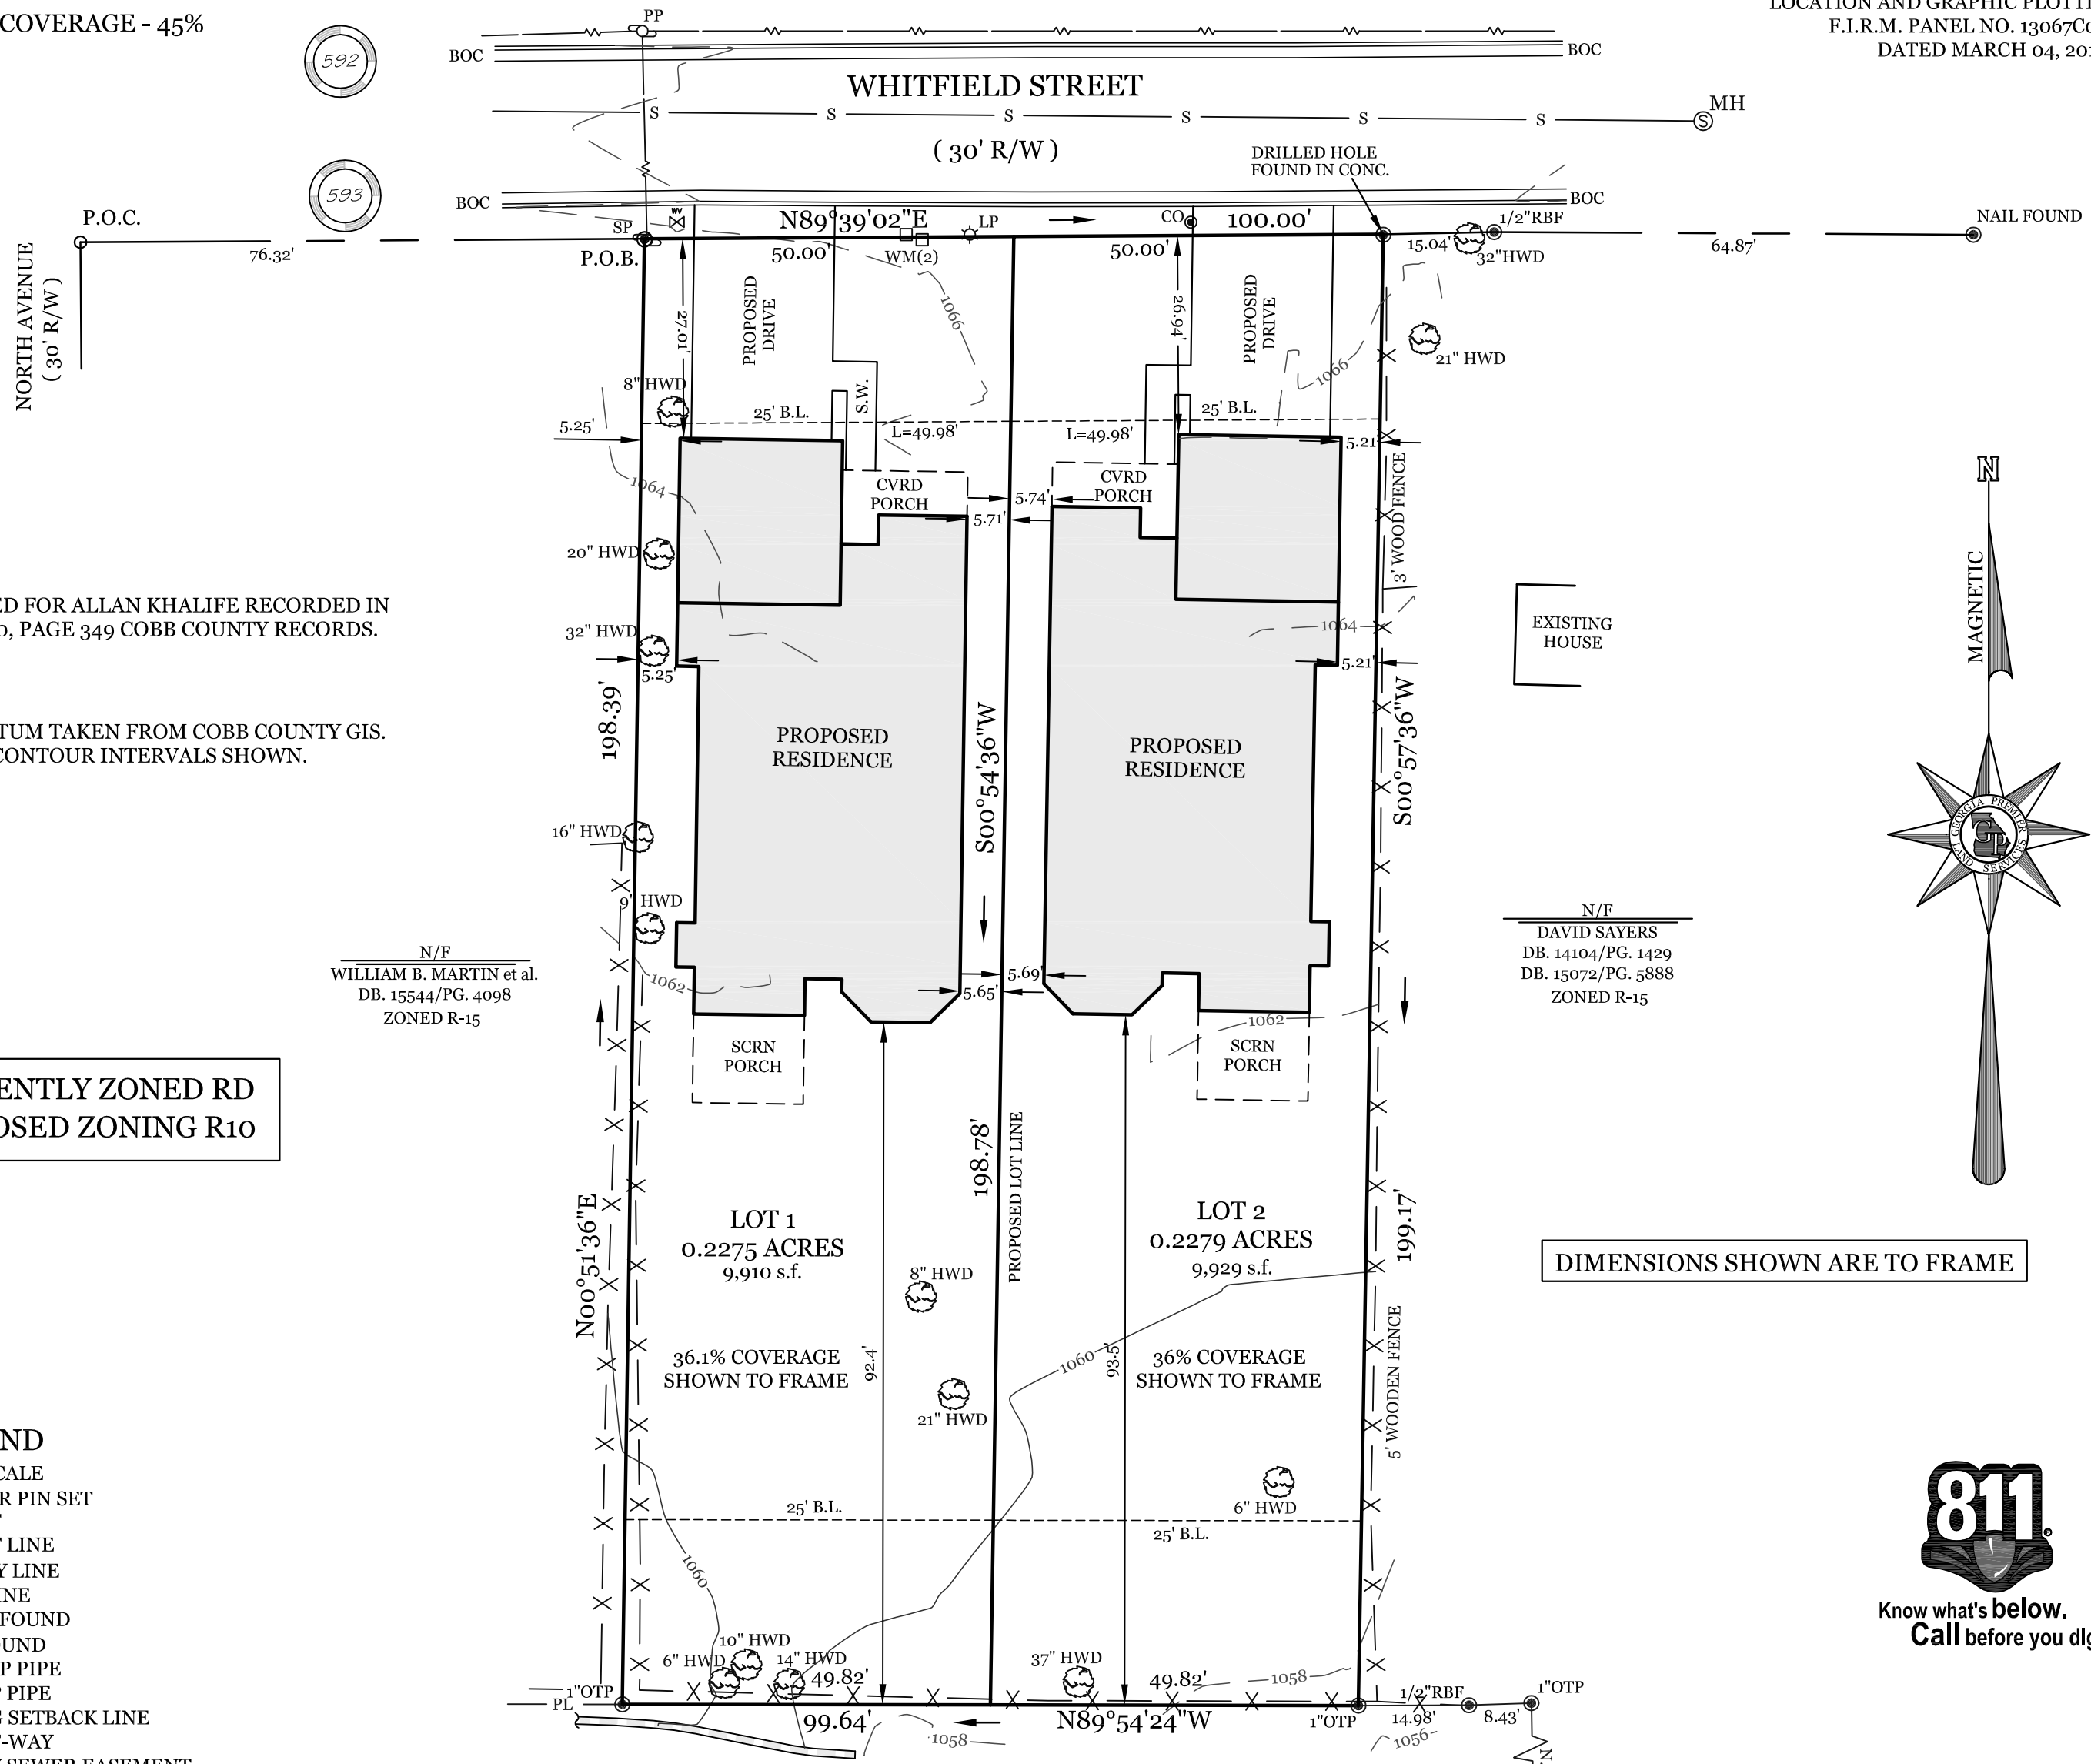 COVERAGE - 45%
592
593
PP
BOC
BOC
WHITFIELD STREET
S S S S S S
MH
S
( 30' R/W )
DRILLED HOLE
FOUND IN CONC.
BOC
BOC
LOCATION AND GRAPHIC
F.I.R.M. PANEL NO.
DATED MARCH 04,
P.O.C.
NORTH AVENUE
( 30' R/W )
76.32'
SP
P.O.B.
WV
N89°39'02"E
LP
CO
100.00'
50.00'
WM(2)
50.00'
15.04'
1/2"RBF
32"HWD
64.87'
NAIL FOUND
27.01'
PROPOSED
DRIVE
1066
26.94'
PROPOSED
DRIVE
1066
21" HWD
8" HWD
S.W.
25' B.L.
25' B.L.
5.25'
L=49.98'
L=49.98'
5.21'
1064
CVRD
PORCH
CVRD
PORCH
5.74'
5.71'
3' WOOD FENCE
20" HWD
32" HWD
5.25'
1064
5.21'
EXISTING
HOUSE
N
MAGNETIC
FOR ALLAN KHALIFE RECORDED IN
PAGE 349 COBB COUNTY RECORDS.
TAKEN FROM COBB COUNTY GIS.
CONTOUR INTERVALS SHOWN.
198.39'
PROPOSED
RESIDENCE
S00°54'36"W
PROPOSED
RESIDENCE
S00°57'36"W
GEORGIA PREMIER
LAND SERVICES
GP
16" HWD
9' HWD
1062
5.69'
5.65'
1062
N/F
WILLIAM B. MARTIN et al.
DB. 15544/PG. 4098
ZONED R-15
N/F
DAVID SAYERS
DB. 14104/PG. 1429
DB. 15072/PG. 5888
ZONED R-15
SCRN
PORCH
SCRN
PORCH
ZONED RD
ZONING R10
N00°51'36"E
198.78'
PROPOSED LOT LINE
199.17'
LOT 1
0.2275 ACRES
9,910 s.f.
LOT 2
0.2279 ACRES
9,929 s.f.
DIMENSIONS SHOWN ARE TO FRAME
8" HWD
36.1% COVERAGE
SHOWN TO FRAME
92.4'
1060
93.5'
36% COVERAGE
SHOWN TO FRAME
5' WOODEN FENCE
21" HWD
6" HWD
25' B.L.
25' B.L.
1060
PIN SET
LINE
LINE
FOUND
PIPE
PIPE
SETBACK LINE
SEWER EASEMENT
811
Know what's below.
Call before you
10" HWD
6" HWD
14" HWD
49.82'
37" HWD
49.82'
1058
1"OTP
PL
99.64'
N89°54'24"W
1"OTP
1/2"RBF
14.98'
8.43'
1"OTP
1058
1056
N